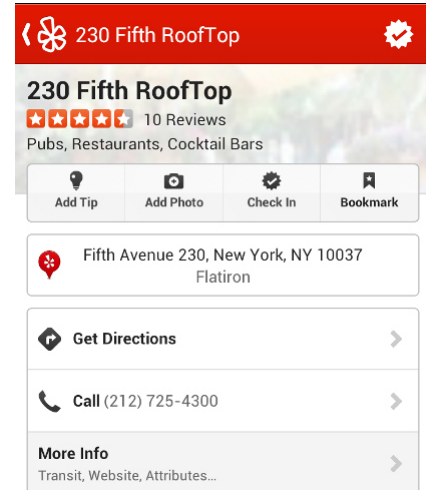 230 Fifth RoofTop
230 Fifth RoofTop
10 Reviews
Pubs, Restaurants, Cocktail Bars
Add Tip Add Photo Check In Bookmark
Fifth Avenue 230, New York, NY 10037
Flatiron
Get Directions
Call (212) 725-4300
More Info
Transit, Website, Attributes...